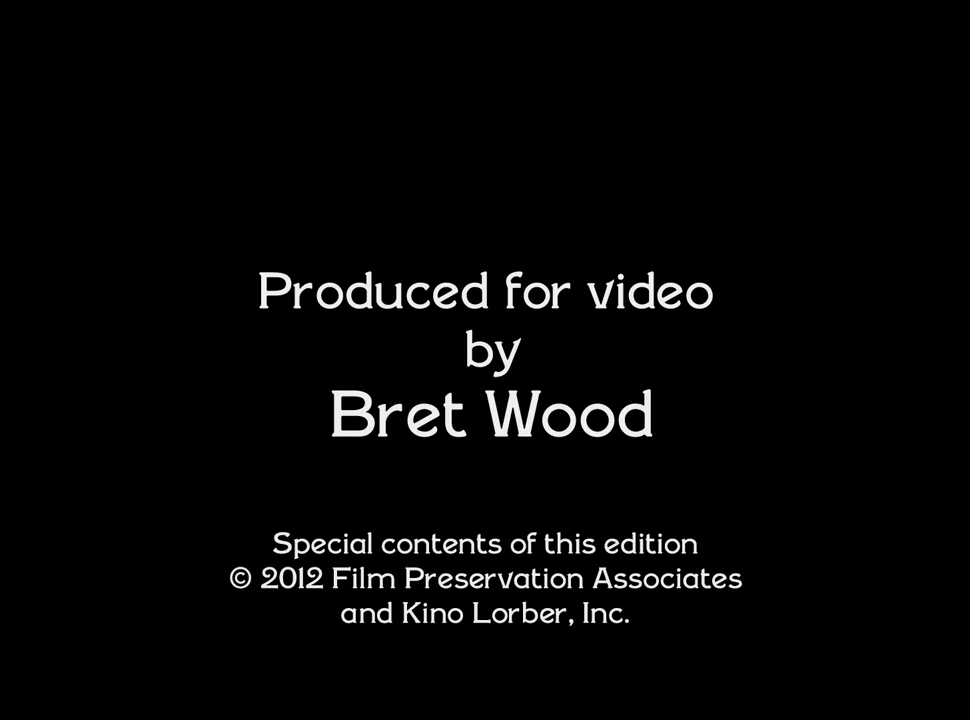 Produced for video
by
Bret Wood
Special contents of this edition
© 2012 Film Preservation Associates
and Kino Lorber, Inc.